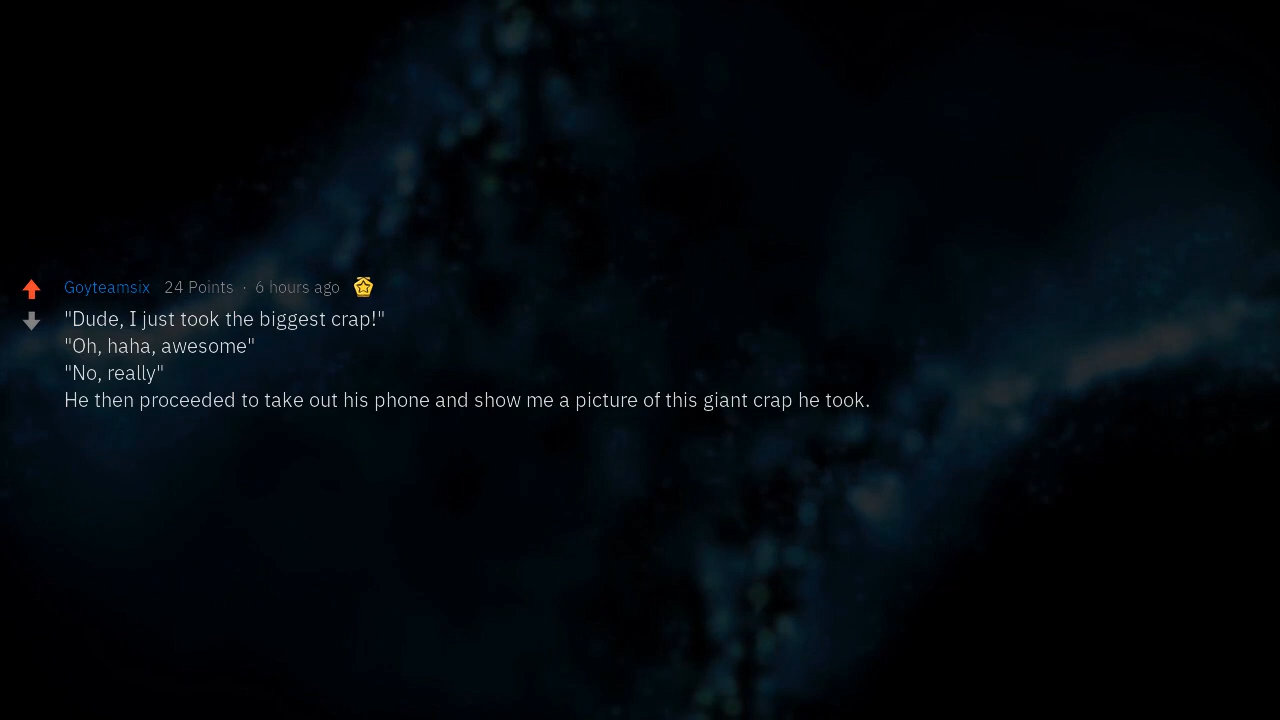 Goyteamsix 24 Points · 6 hours ago
"Dude, I just took the biggest crap!"
"Oh, haha, awesome"
"No, really"
He then proceeded to take out his phone and show me a picture of this giant crap he took.